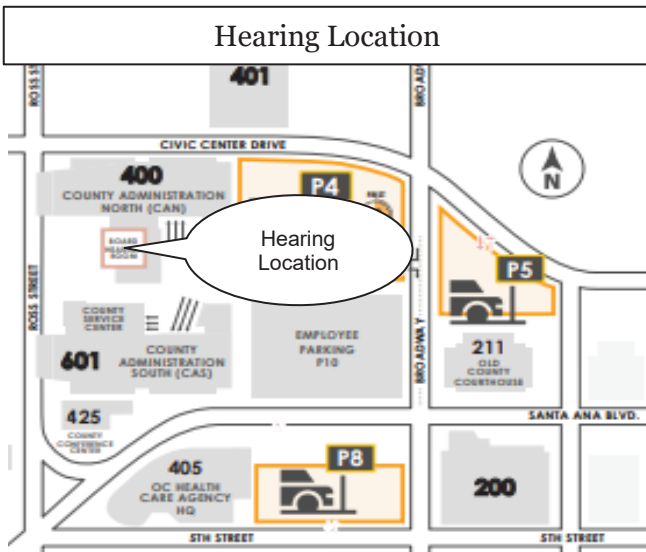 Hearing Location
ROSS ST
401
BROAD
CIVIC CENTER DRIVE
400
COUNTY ADMINISTRATION
NORTH (CAN)
P4
N
BOARD
HEARING
ROOM
Hearing
Location
P5
ROSS STREET
COUNTY
SERVICE
CENTER
601
COUNTY
ADMINISTRATION
SOUTH (CAS)
EMPLOYEE
PARKING
P10
BROADWAY
211
OLD
COUNTY
COURTHOUSE
425
COUNTY
CONFERENCE
CENTER
SANTA ANA BLVD.
405
OC HEALTH
CARE AGENCY
HQ
P8
200
5TH STREET
5TH STREET